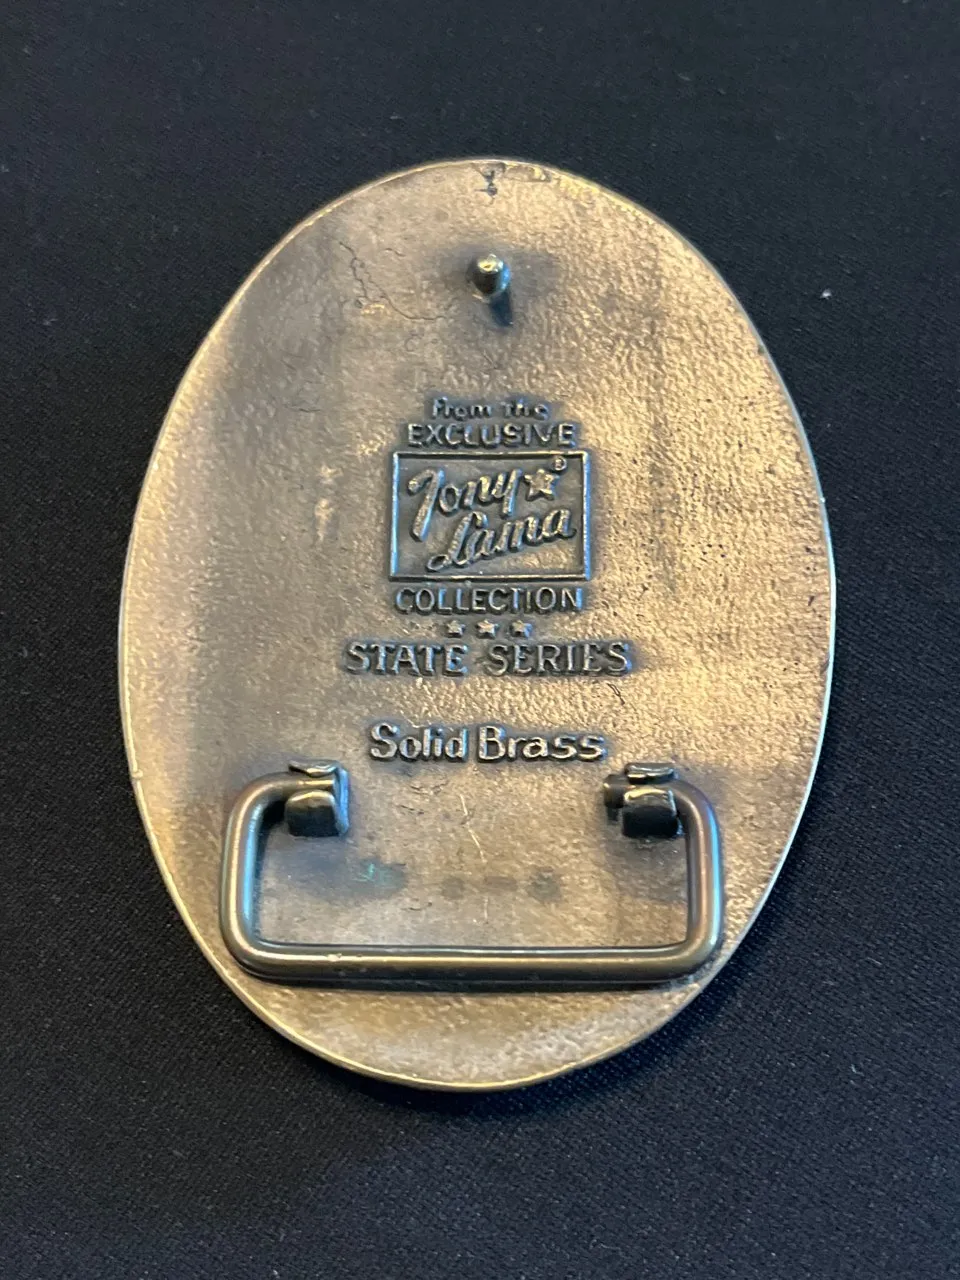 From the
EXCLUSIVE
Tony ★ ®
Lama
COLLECTION
★ ★ ★
STATE SERIES
Solid Brass